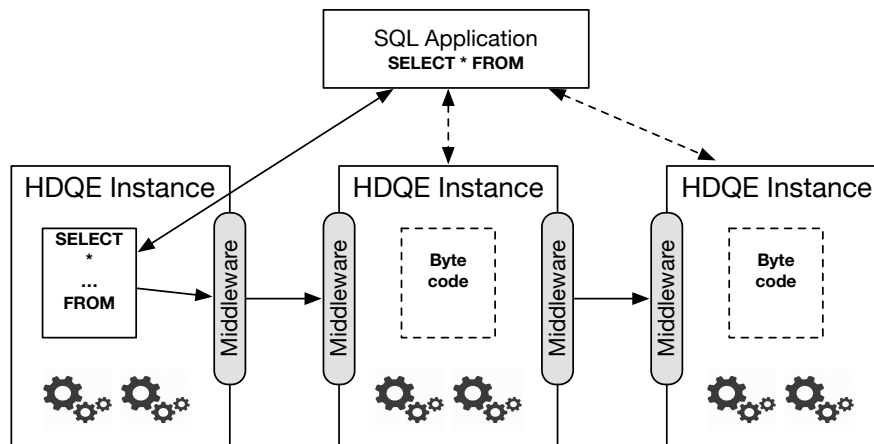 SQL Application
SELECT * FROM
HDQE Instance
SELECT
*
...
FROM
Middleware
HDQE Instance
Middleware
Byte
code
Middleware
HDQE Instance
Middleware
Byte
code